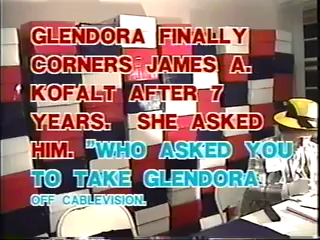 GLENDORA FINALLY
CORNERS JAMES A.
KOFALT AFTER 7
YEARS. SHE ASKED
HIM. "WHO ASKED YOU
TO TAKE GLENDORA
OFF CABLEVISION.